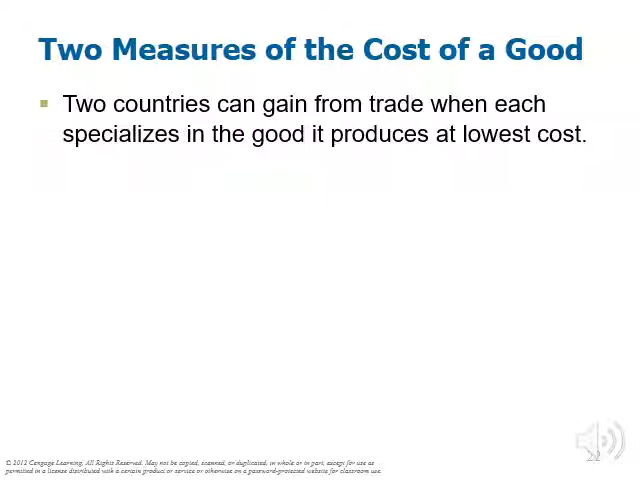 Two Measures of the Cost of a Good
Two countries can gain from trade when each
specializes in the good it produces at lowest cost.
© 2012 Cengage Learning. All Rights Reserved. May not be copied, scanned, or duplicated, in whole or in part, except for use as
permitted in a license distributed with a certain product or service or otherwise on a password-protected website for classroom use.